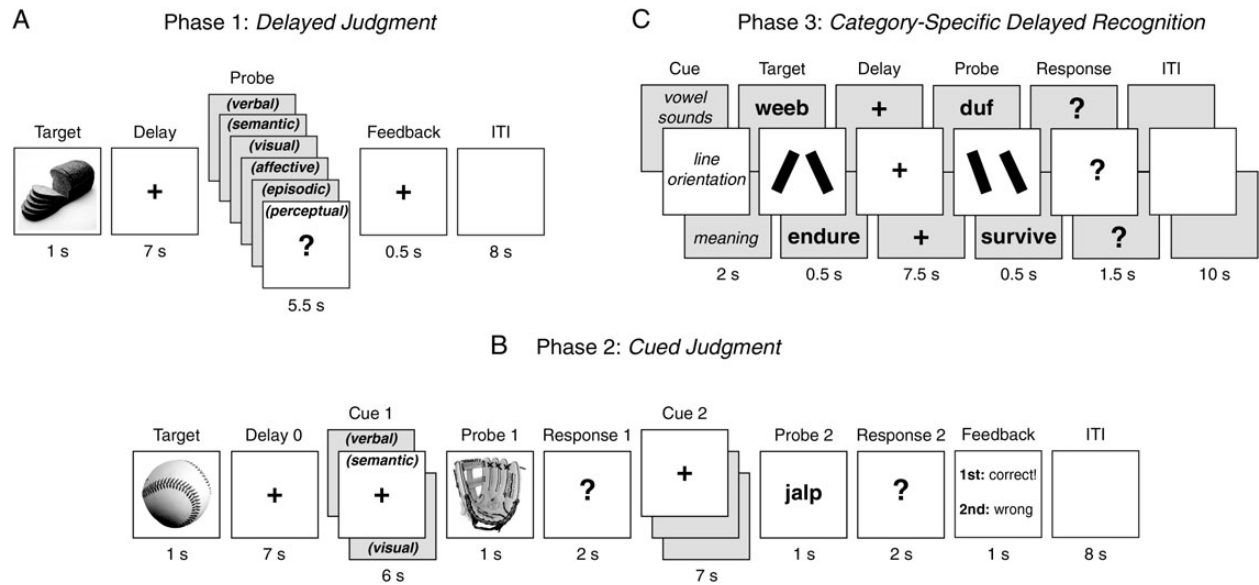 A
Phase 1: Delayed Judgment
Probe
(verbal)
(semantic)
(visual)
(affective)
(episodic)
(perceptual)
Target
Delay
Feedback
ITI
+
?
+
1 s
7 s
5.5 s
0.5 s
8 s
C
Phase 3: Category-Specific Delayed Recognition
Cue
Target
Delay
Probe
Response
ITI
vowel
sounds
weeb
+
duf
?
line
orientation
+
?
meaning
endure
+
survive
?
2 s
0.5 s
7.5 s
0.5 s
1.5 s
10 s
B
Phase 2: Cued Judgment
Target
Delay 0
Cue 1
Probe 1
Response 1
Cue 2
Probe 2
Response 2
Feedback
ITI
+
(verbal)
(semantic)
+
(visual)
?
+
jalp
?
1st: correct!
2nd: wrong
1 s
7 s
6 s
1 s
2 s
7 s
1 s
2 s
1 s
8 s